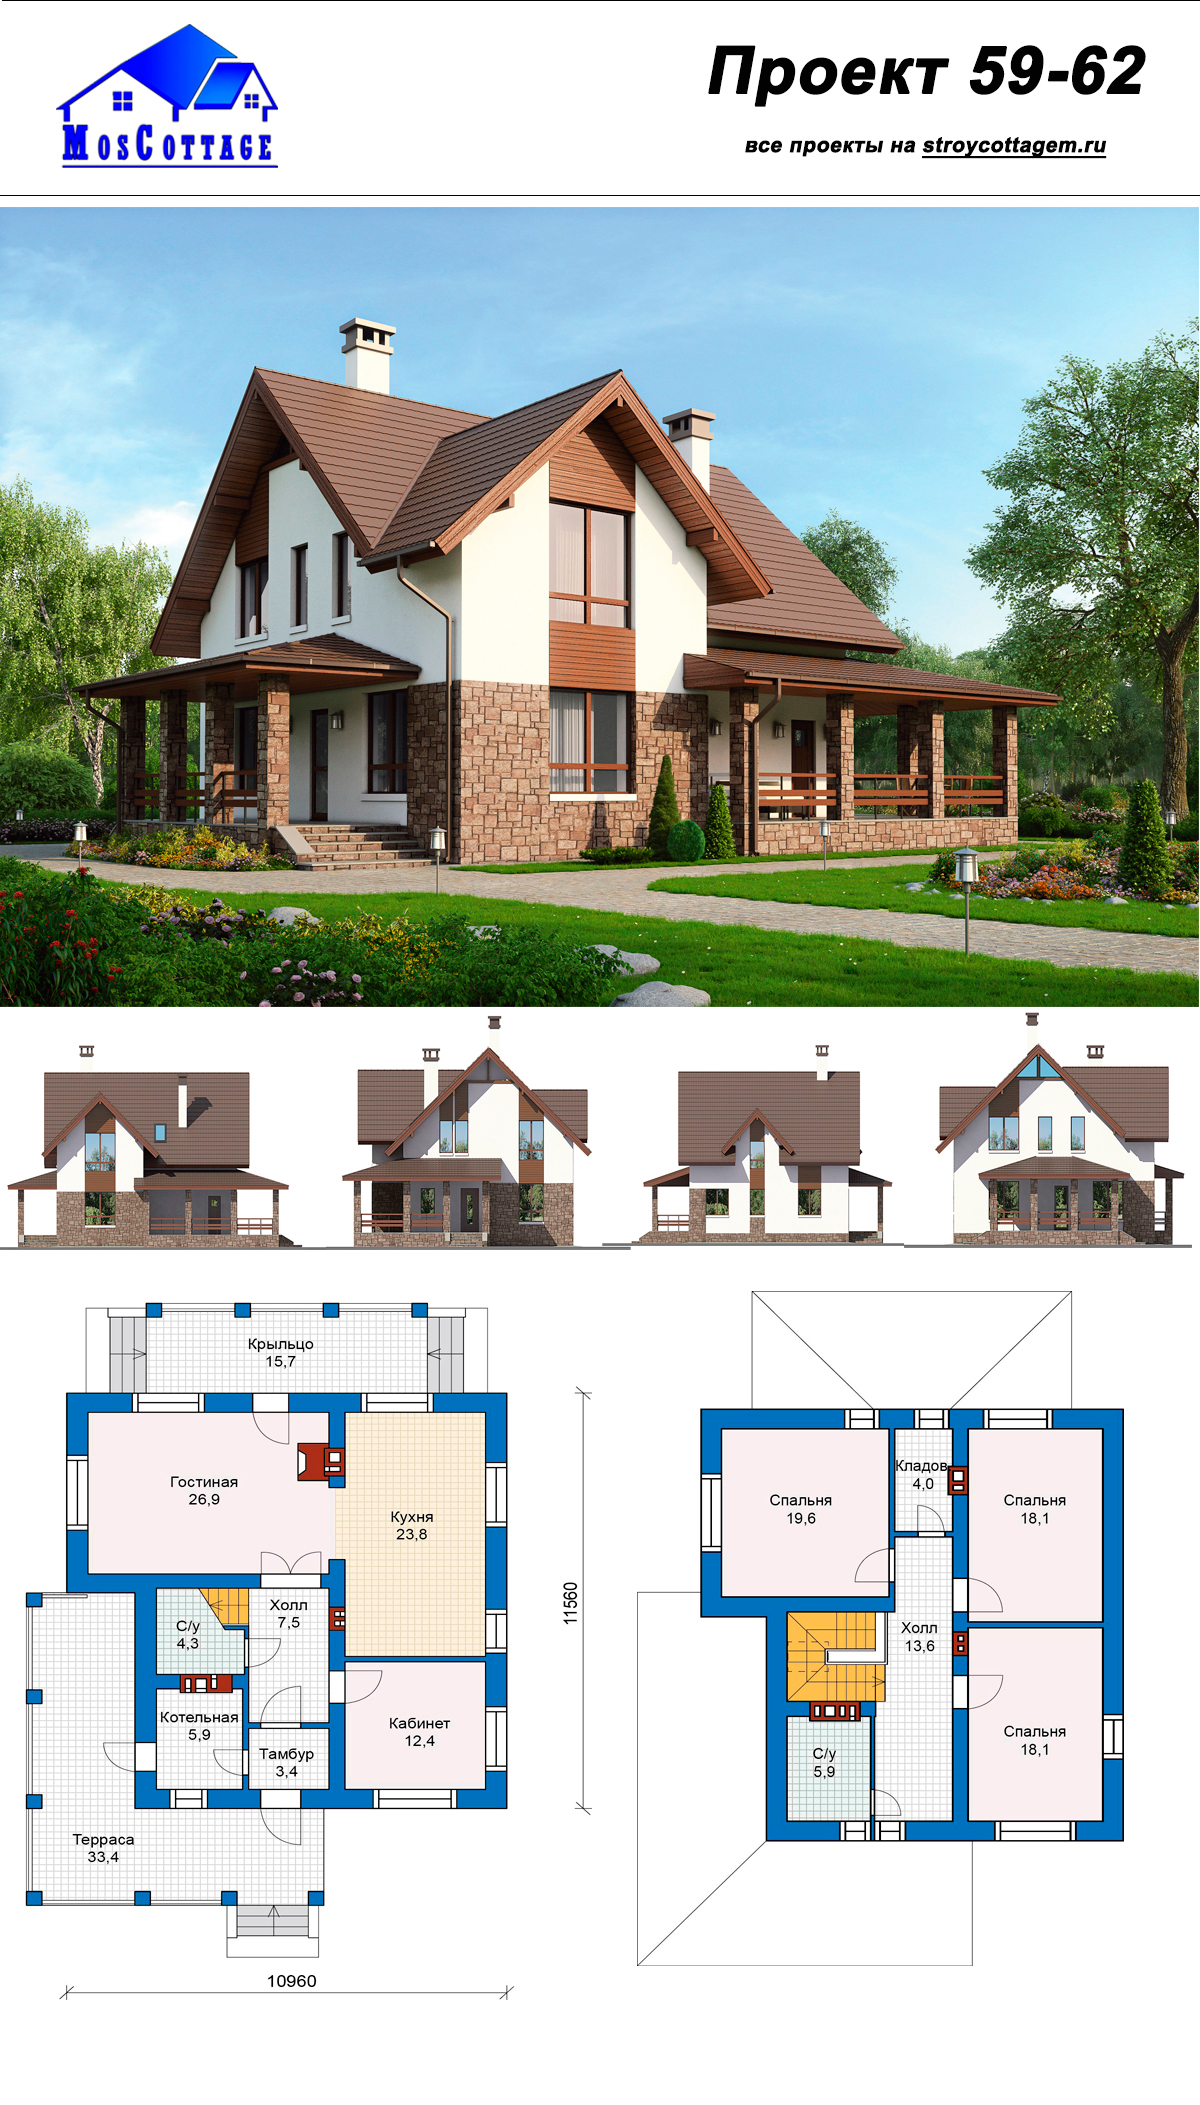 MosCottage
Проект 59-62
все проекты на stroycottagem.ru
Крыльцо
15,7
Гостиная
26,9
Кухня
23,8
Холл
7,5
С/у
4,3
Котельная
5,9
Тамбур
3,4
Кабинет
12,4
Терраса
33,4
10960
11560
Кладов.
4,0
Спальня
19,6
Спальня
18,1
Холл
13,6
Спальня
18,1
С/у
5,9